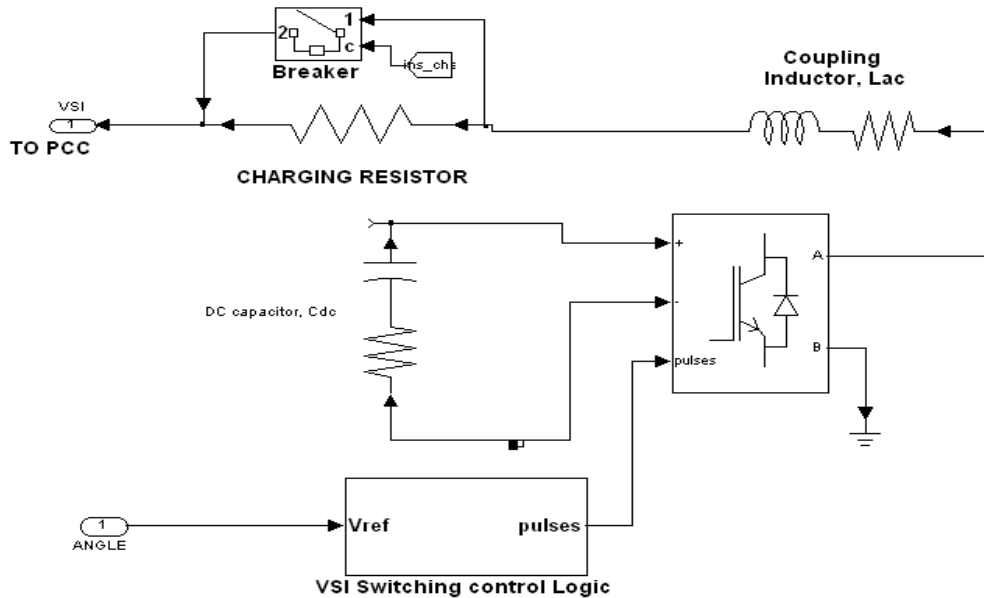 1
2
c
Breaker
Coupling
Inductor, Lac
VSI
1
TO PCC
CHARGING RESISTOR
+
A
DC capacitor, Cdc
-
B
pulses
1
Vref
pulses
ANGLE
VSI Switching control Logic